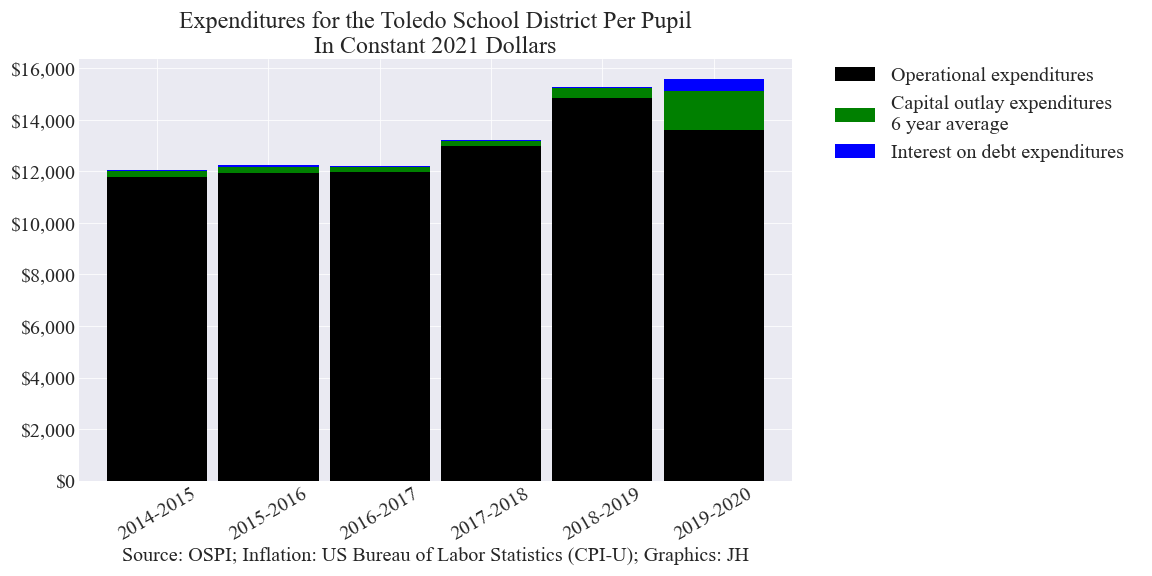 Expenditures for the Toledo School District Per Pupil
In Constant 2021 Dollars
$16,000
$14,000
$12,000
$10,000
$8,000
$6,000
$4,000
$2,000
$0
2014-2015
2015-2016
2016-2017
2017-2018
2018-2019
2019-2020
Source: OSPI; Inflation: US Bureau of Labor Statistics (CPI-U); Graphics: JH
Operational expenditures
Capital outlay expenditures
6 year average
Interest on debt expenditures